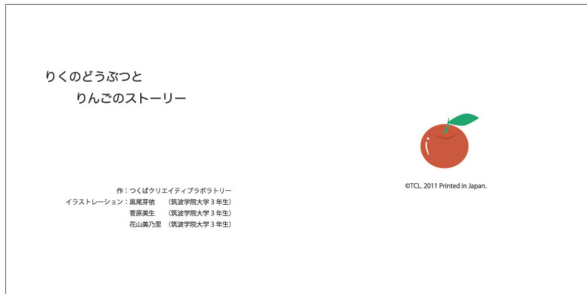 りくのどうぶつと
りんごのストーリー
作：つくばクリエイティブラボラトリー
イラストレーション：黒尾芽依　（筑波学院大学 3 年生）
菅原美生　（筑波学院大学 3 年生）
花山美乃里　（筑波学院大学 3 年生）
©TCL. 2011 Printed in Japan.